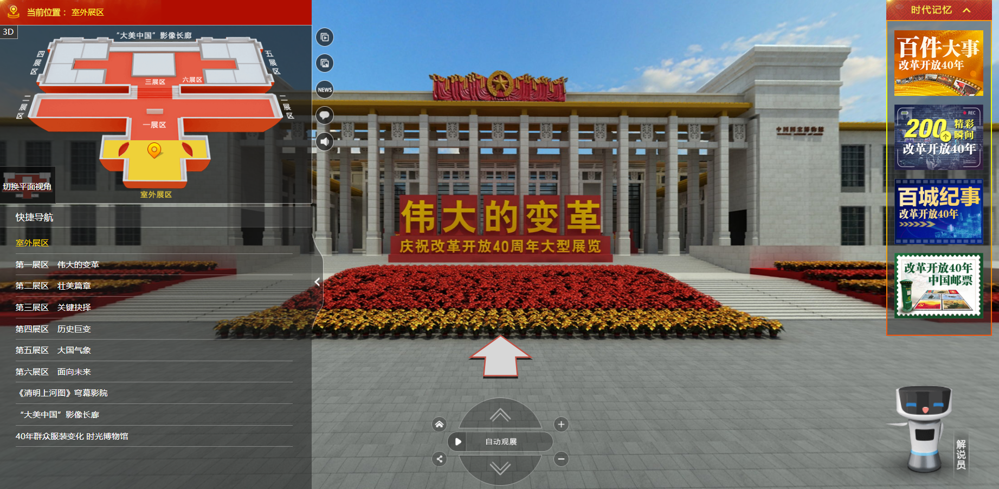 当前位置： 室外展区
3D
“大美中国” 影像长廊
四展区
五展区
三展区
六展区
二展区
二展区
一展区
室外展区
切换平面视角
快捷导航
室外展区
第一展区 伟大的变革
第二展区 壮美篇章
第三展区 关键抉择
第四展区 历史巨变
第五展区 大国气象
第六展区 面向未来
《清明上河图》穹幕影院
“大美中国”影像长廊
40年群众服装变化 时光博物馆
NEWS
中国国家博物馆
伟大的变革
庆祝改革开放40周年大型展览
自动观展
时代记忆
百件大事
改革开放40年
REC
200个
精彩
瞬间
改革开放40年
百城纪事
改革开放40年
改革开放40年
中国邮票
解说员